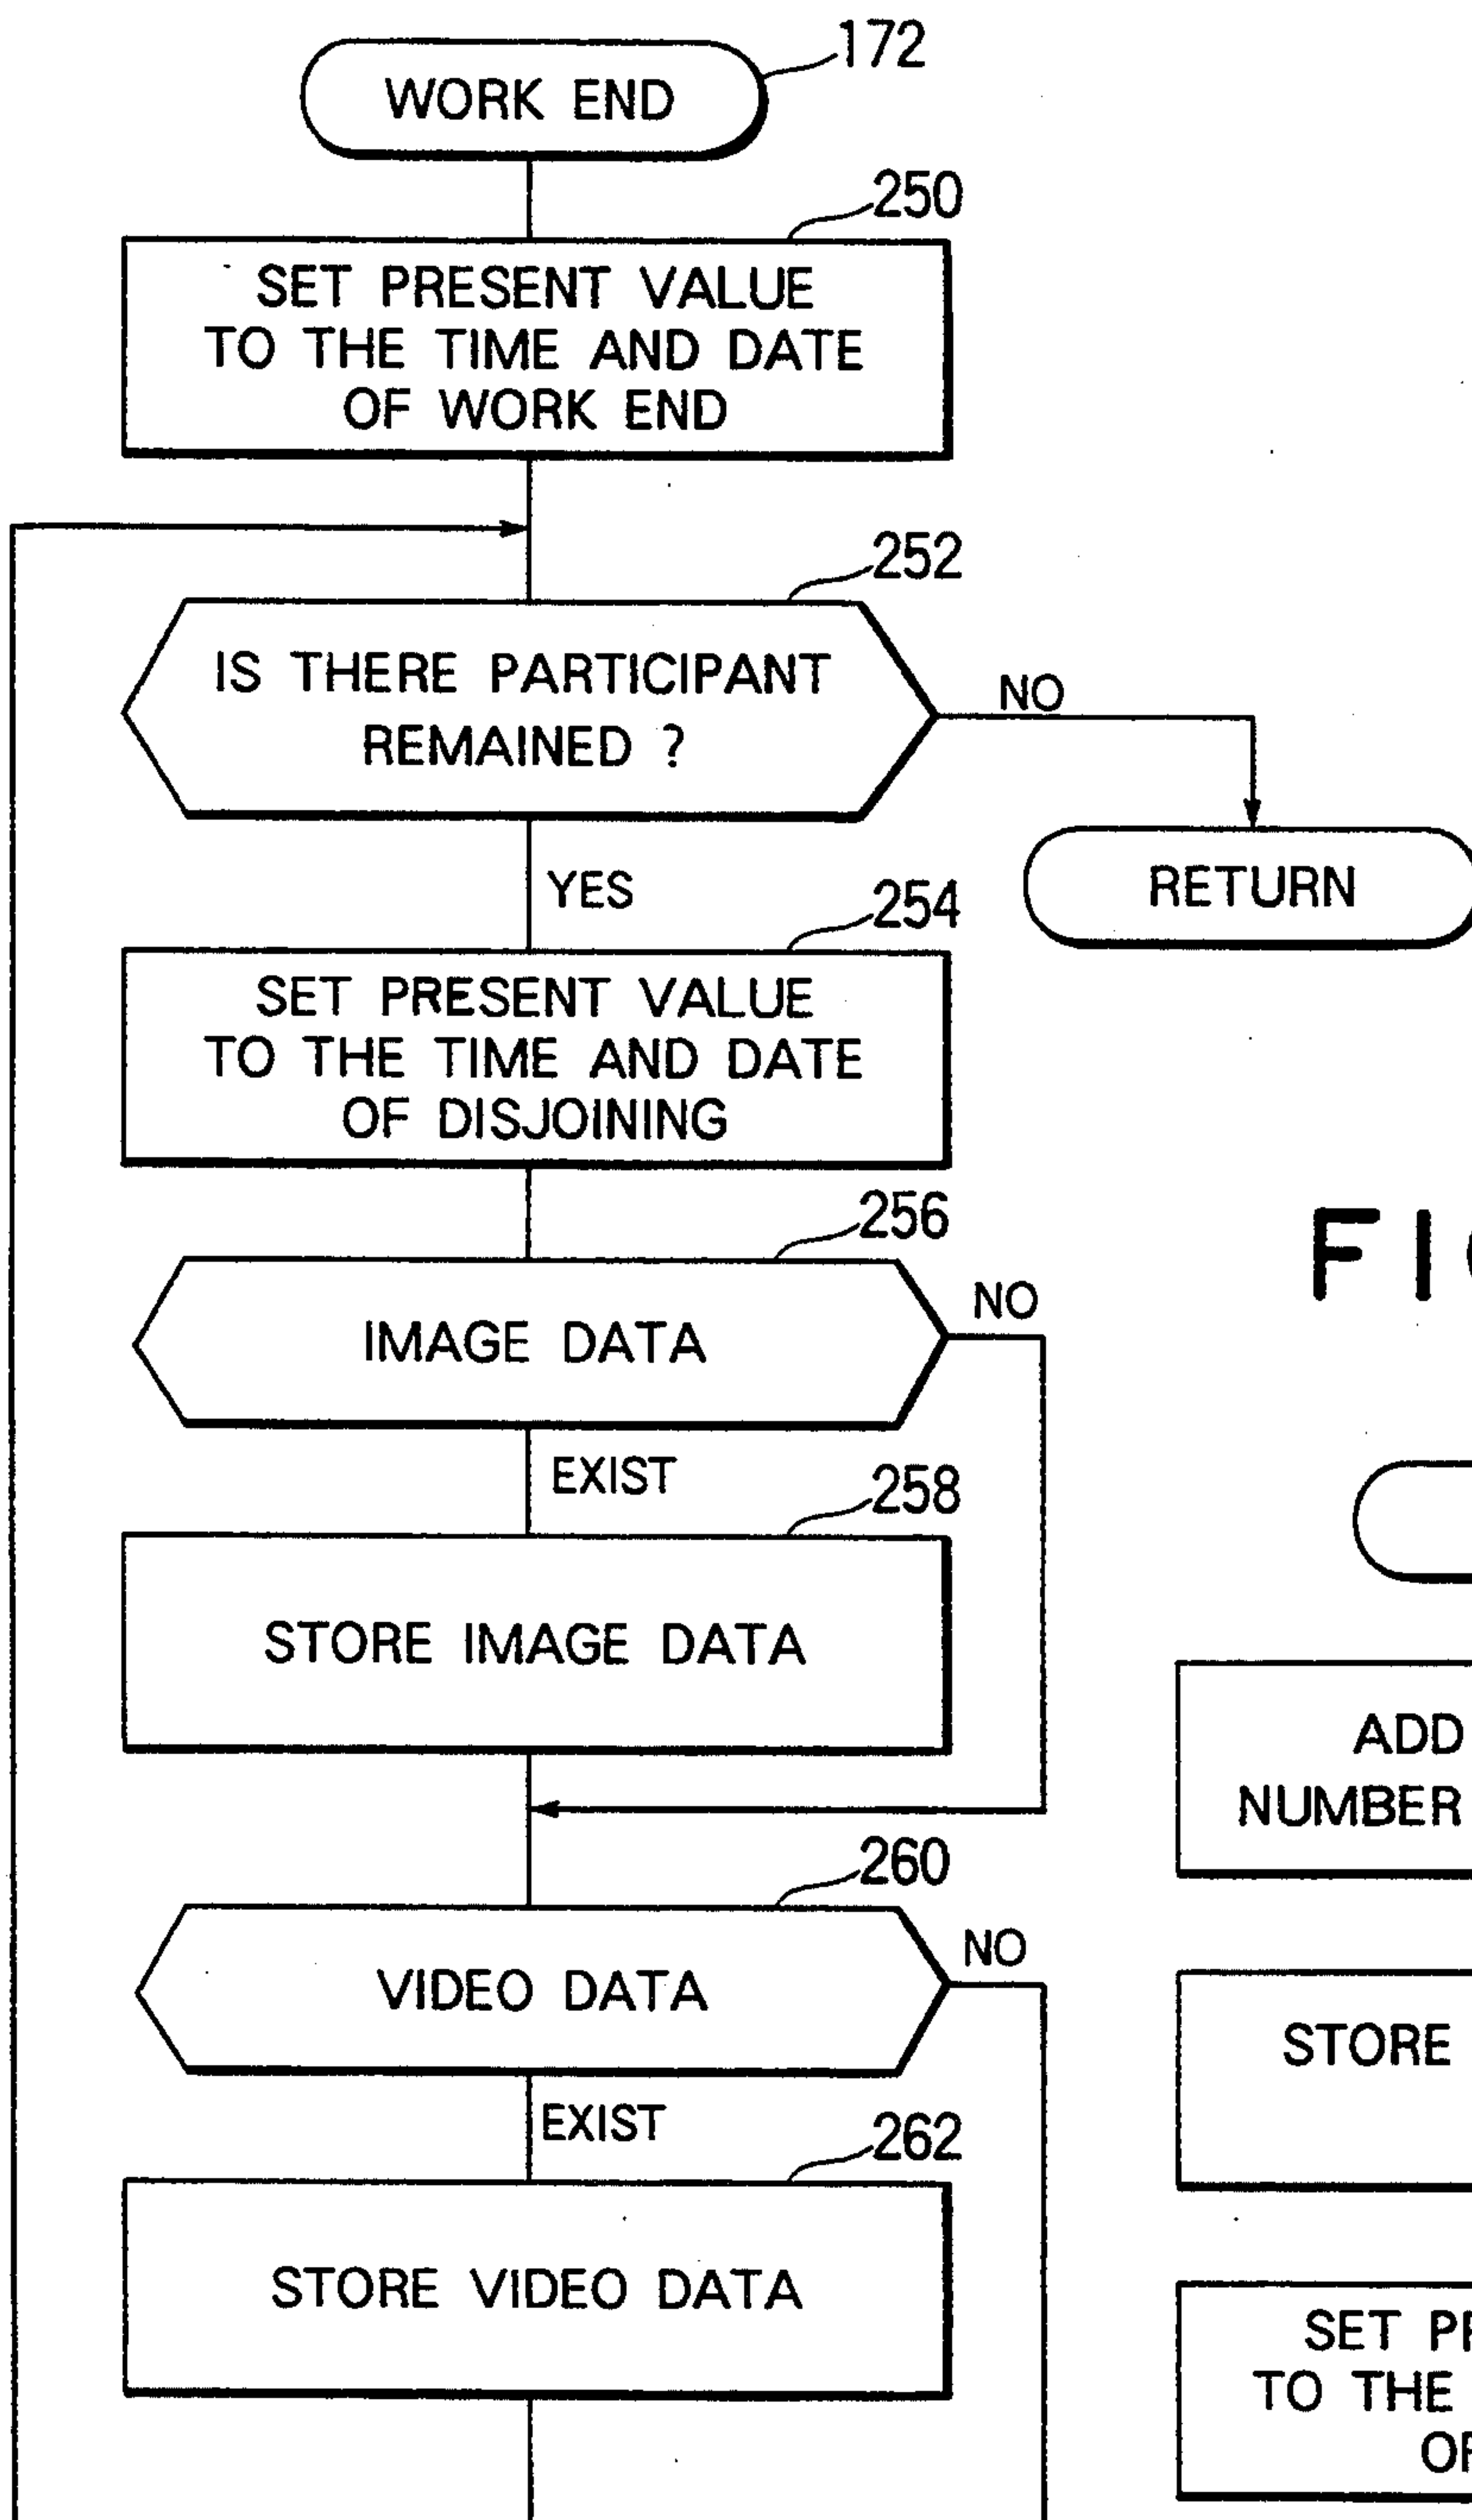 WORK END
172
250
SET PRESENT VALUE
TO THE TIME AND DATE
OF WORK END
252
IS THERE PARTICIPANT
REMAINED ?
NO
RETURN
YES
254
SET PRESENT VALUE
TO THE TIME AND DATE
OF DISJOINING
256
IMAGE DATA
NO
EXIST
258
STORE IMAGE DATA
260
VIDEO DATA
NO
EXIST
262
STORE VIDEO DATA
ADD
NUMBER
STORE
SET
TO THE